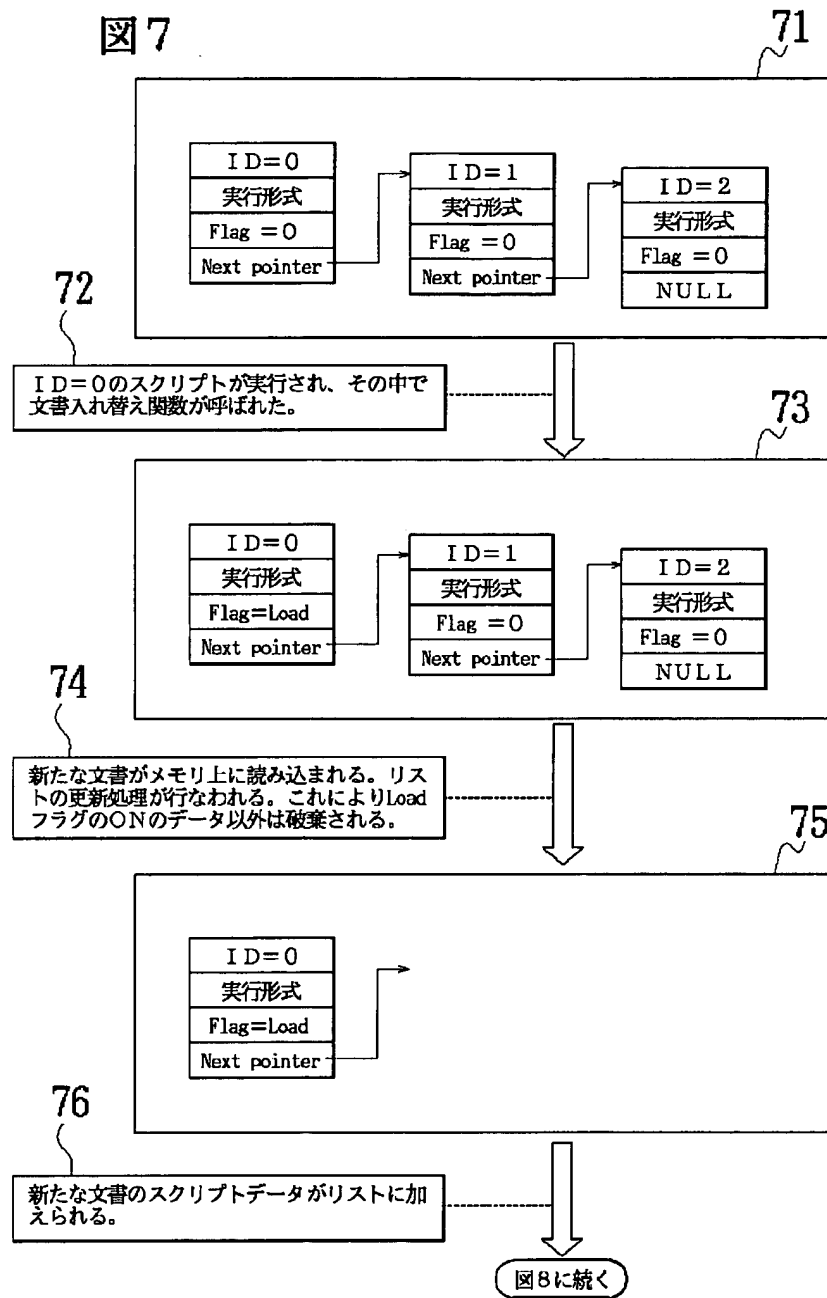 図7
71
ID=0
実行形式
Flag =0
Next pointer
ID=1
実行形式
Flag =0
Next pointer
ID=2
実行形式
Flag =0
NULL
72
ID=0のスクリプトが実行され、その中で
文書入れ替え関数が呼ばれた。
73
ID=0
実行形式
Flag=Load
Next pointer
ID=1
実行形式
Flag =0
Next pointer
ID=2
実行形式
Flag =0
NULL
74
新たな文書がメモリ上に読み込まれる。リス
トの更新処理が行なわれる。これによりLoad
フラグのONのデータ以外は破棄される。
75
ID=0
実行形式
Flag=Load
Next pointer
76
新たな文書のスクリプトデータがリストに加
えられる。
図8に続く